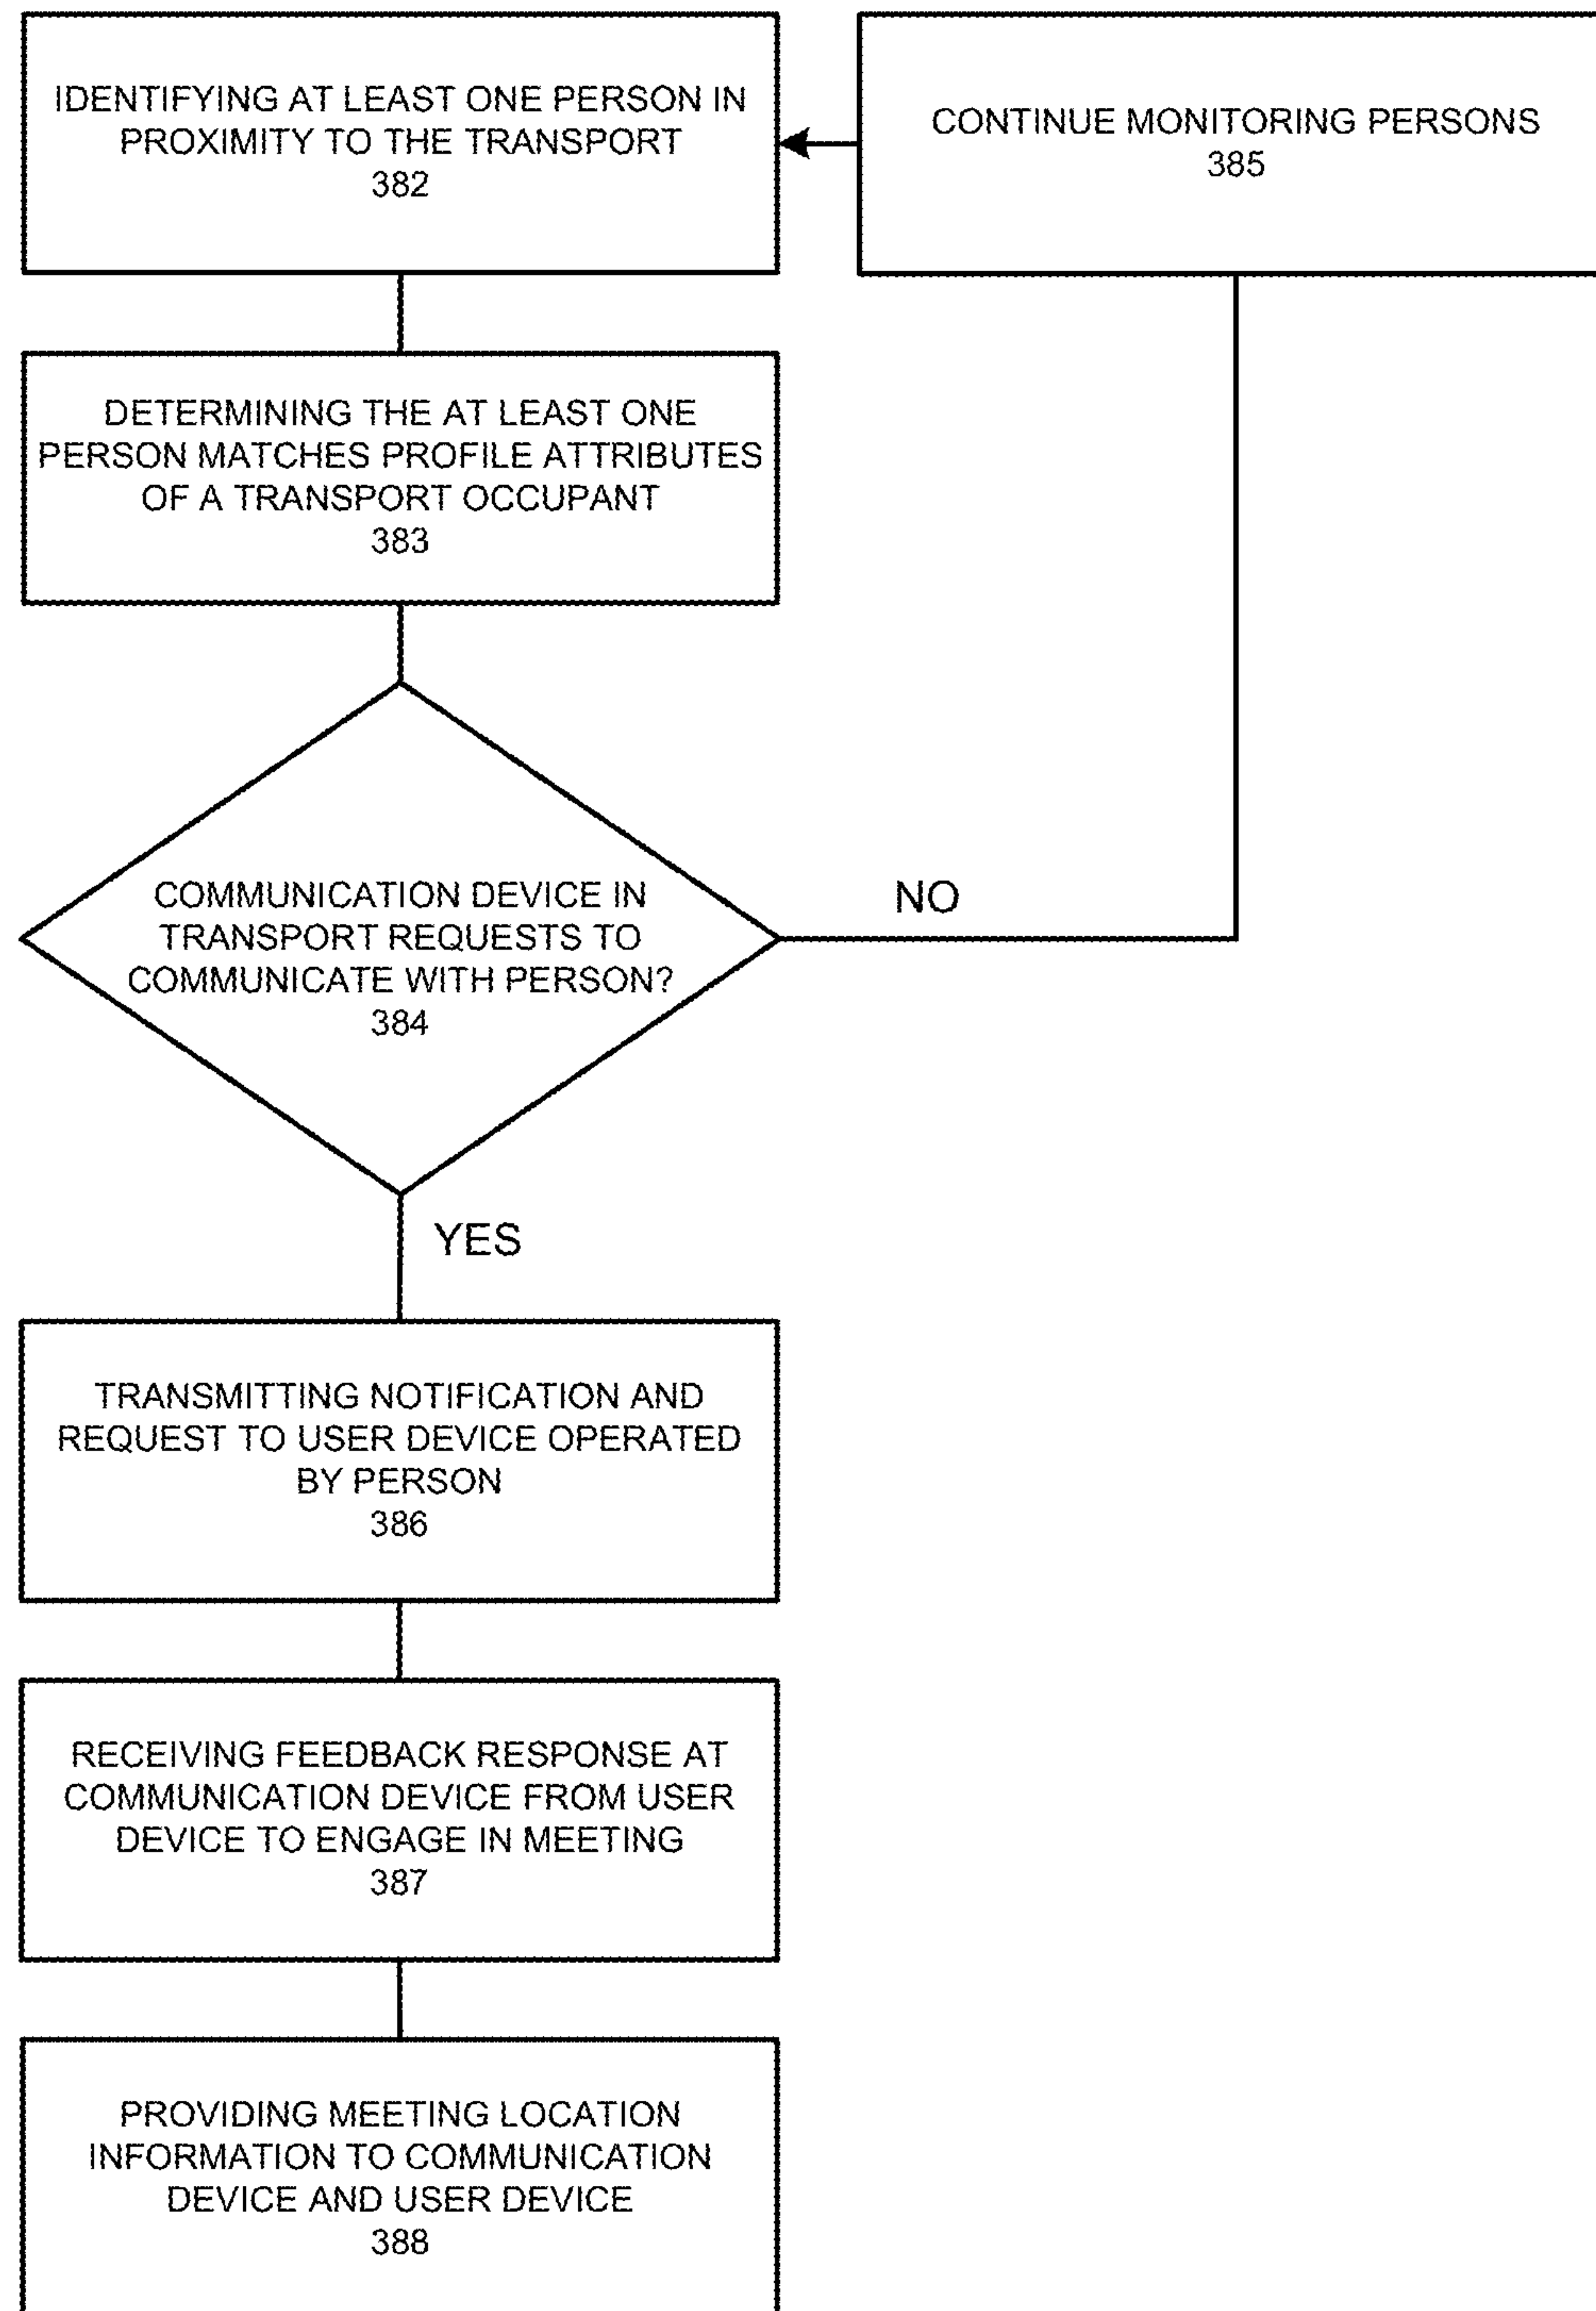 IDENTIFYING AT LEAST ONE PERSON IN
PROXIMITY TO THE TRANSPORT
382
CONTINUE MONITORING PERSONS
385
DETERMINING THE AT LEAST ONE
PERSON MATCHES PROFILE ATTRIBUTES
OF A TRANSPORT OCCUPANT
383
COMMUNICATION DEVICE IN
TRANSPORT REQUESTS TO
COMMUNICATE WITH PERSON?
384
NO
YES
TRANSMITTING NOTIFICATION AND
REQUEST TO USER DEVICE OPERATED
BY PERSON
386
RECEIVING FEEDBACK RESPONSE AT
COMMUNICATION DEVICE FROM USER
DEVICE TO ENGAGE IN MEETING
387
PROVIDING MEETING LOCATION
INFORMATION TO COMMUNICATION
DEVICE AND USER DEVICE
388